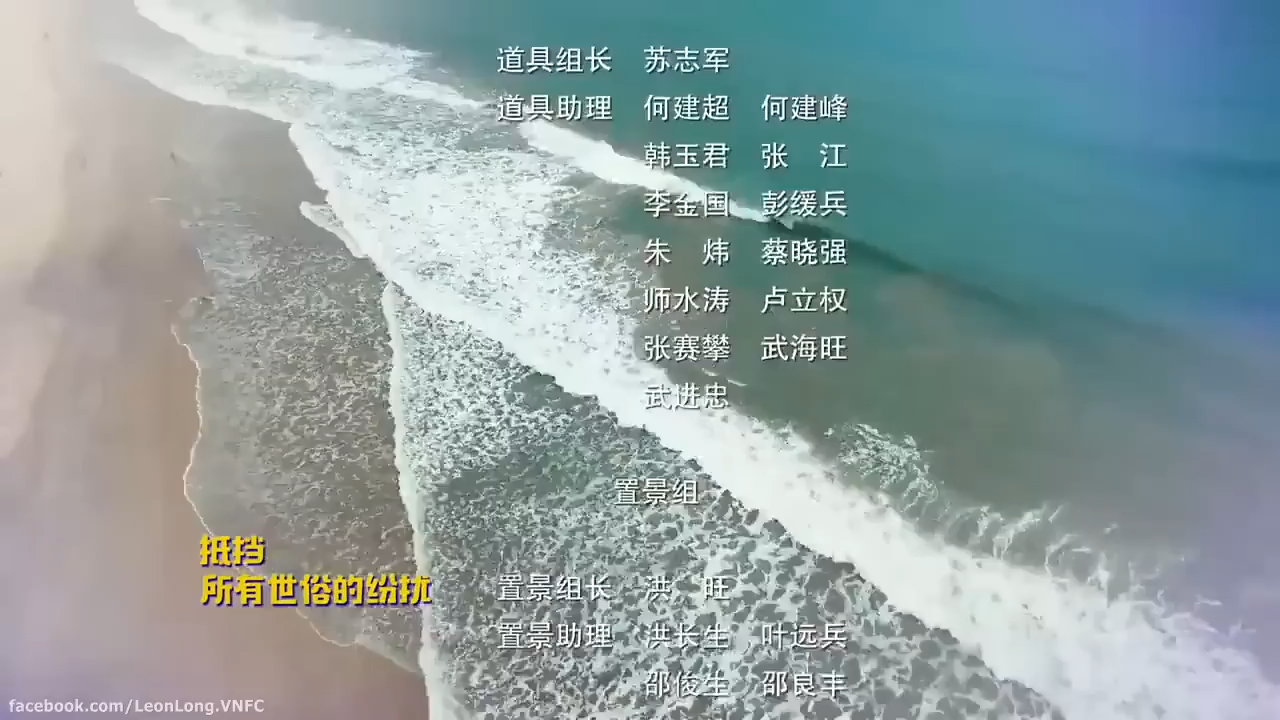 道具组长 苏志军
道具助理 何建超 何建峰
韩玉君 张 江
李金国 彭缓兵
朱 炜 蔡晓强
师水涛 卢立权
张赛攀 武海旺
武进忠
置景组
抵挡
所有世俗的纷扰
置景组长 洪 旺
置景助理 洪长生 叶远兵
邵俊生 邵良丰
facebook.com/LeonLong.VNFC